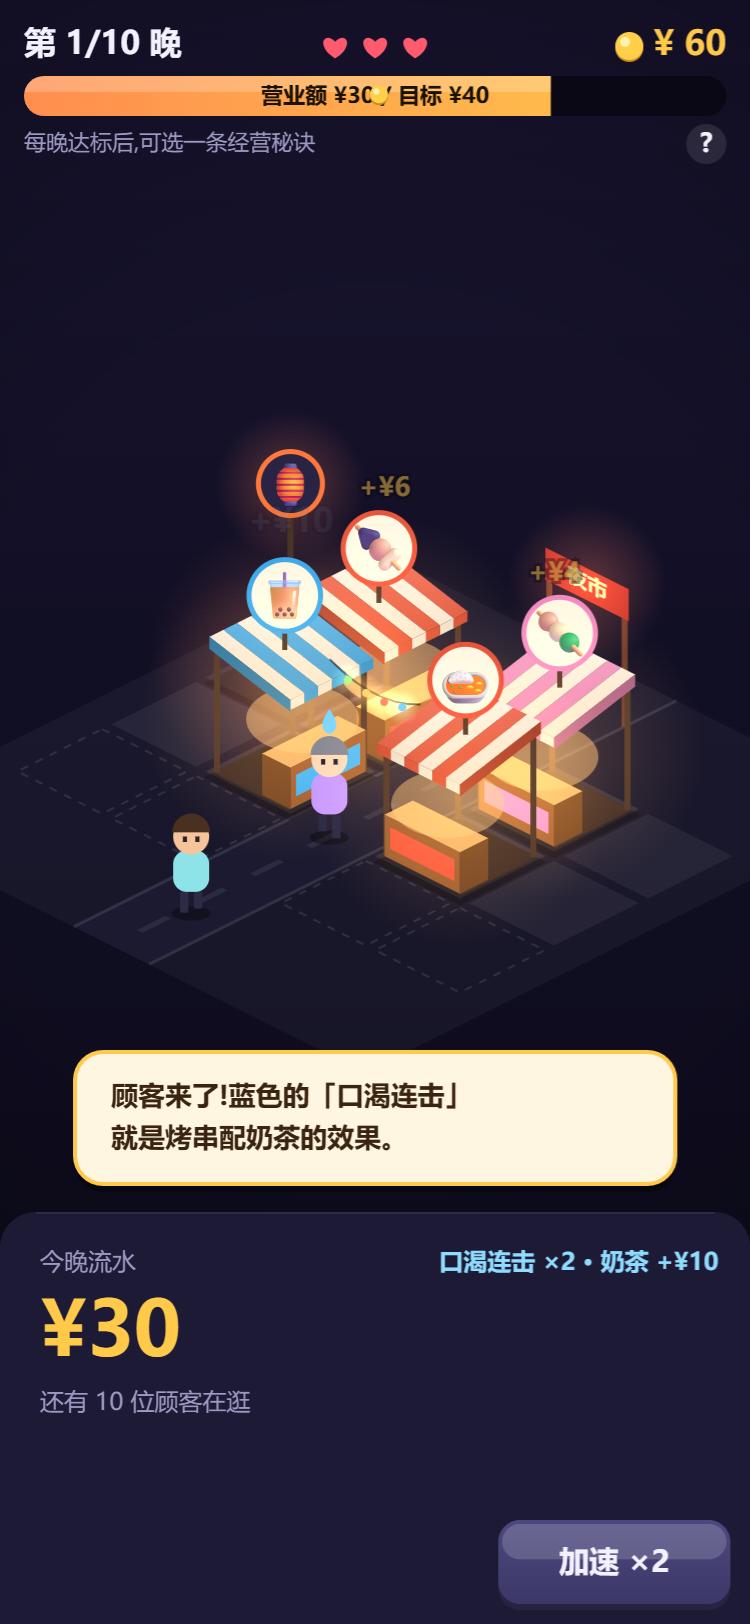 第 1/10 晚
¥ 60
营业额 ¥30 / 目标 ¥40
每晚达标后,可选一条经营秘诀
?
+¥6
+¥10
夜市
顾客来了!蓝色的「口渴连击」
就是烤串配奶茶的效果。
今晚流水
口渴连击 ×2 • 奶茶 +¥10
¥30
还有 10 位顾客在逛
加速 ×2